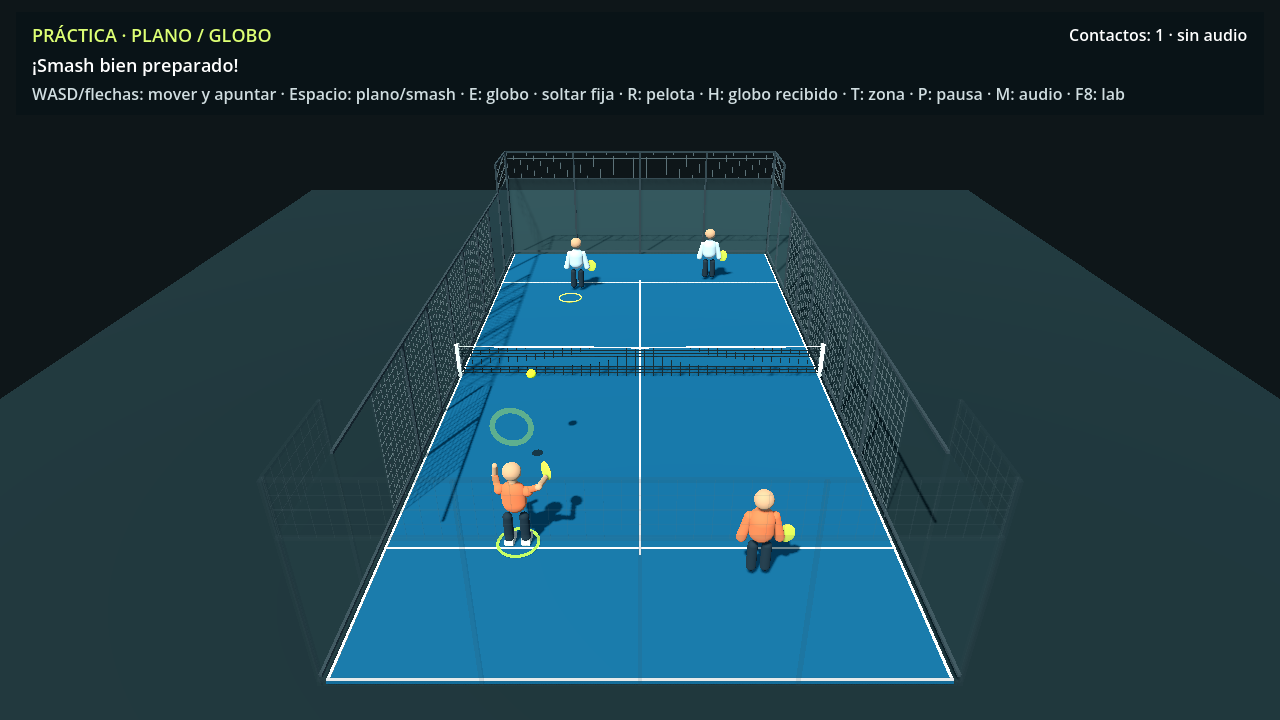 PRÁCTICA · PLANO / GLOBO
Contactos: 1 · sin audio
¡Smash bien preparado!
WASD/flechas: mover y apuntar · Espacio: plano/smash · E: globo · soltar fija · R: pelota · H: globo recibido · T: zona · P: pausa · M: audio · F8: lab